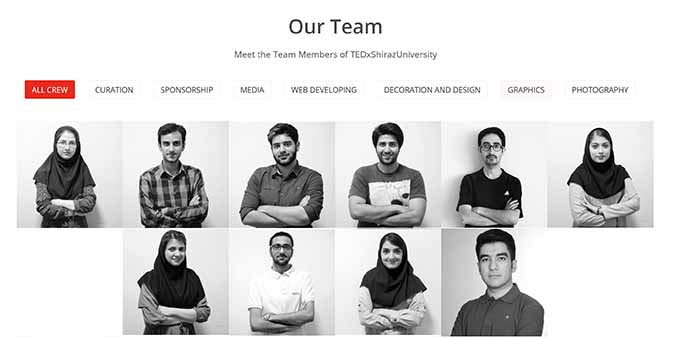 Our Team
Meet the Team Members of TEDxShirazUniversity
ALL CREW CURATION SPONSORSHIP MEDIA WEB DEVELOPING DECORATION AND DESIGN GRAPHICS PHOTOGRAPHY